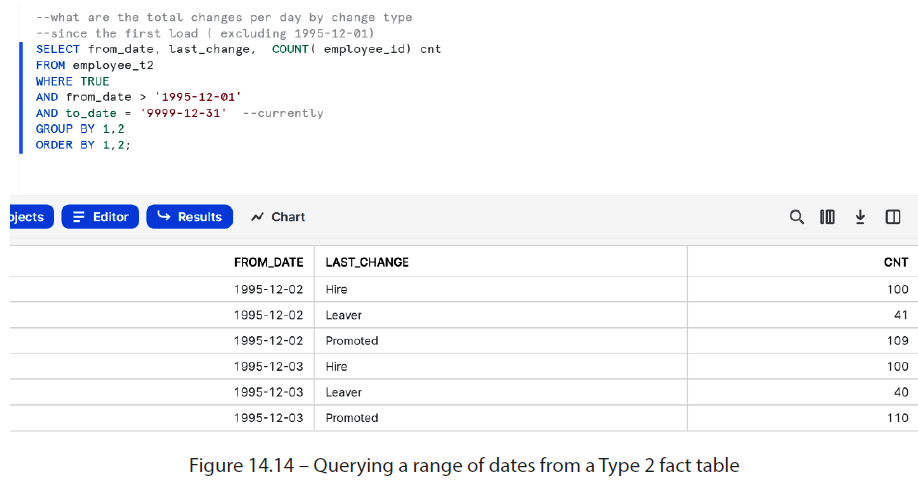 --what are the total changes per day by change type
--since the first load ( excluding 1995-12-01)
SELECT from_date, last_change,  COUNT( employee_id) cnt
FROM employee_t2
WHERE TRUE
AND from_date > '1995-12-01'
AND to_date = '9999-12-31'  --currently
GROUP BY 1,2
ORDER BY 1,2;
ojects Editor Results Chart
FROM_DATE LAST_CHANGE CNT
1995-12-02 Hire 100
1995-12-02 Leaver 41
1995-12-02 Promoted 109
1995-12-03 Hire 100
1995-12-03 Leaver 40
1995-12-03 Promoted 110
Figure 14.14 – Querying a range of dates from a Type 2 fact table